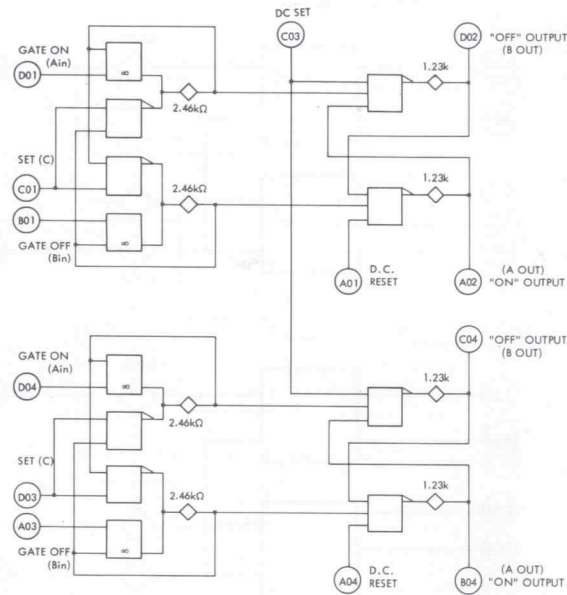 DC SET
C03
D02
"OFF" OUTPUT
(B OUT)
GATE ON
(Ain)
D01
∞
2.46kΩ
1.23k
SET (C)
C01
2.46kΩ
1.23k
B01
∞
GATE OFF
(Bin)
A01
D.C.
RESET
A02
(A OUT)
"ON" OUTPUT
C04
"OFF" OUTPUT
(B OUT)
GATE ON
(Ain)
D04
∞
2.46kΩ
1.23k
SET (C)
D03
2.46kΩ
1.23k
A03
∞
GATE OFF
(Bin)
A04
D.C.
RESET
B04
(A OUT)
"ON" OUTPUT